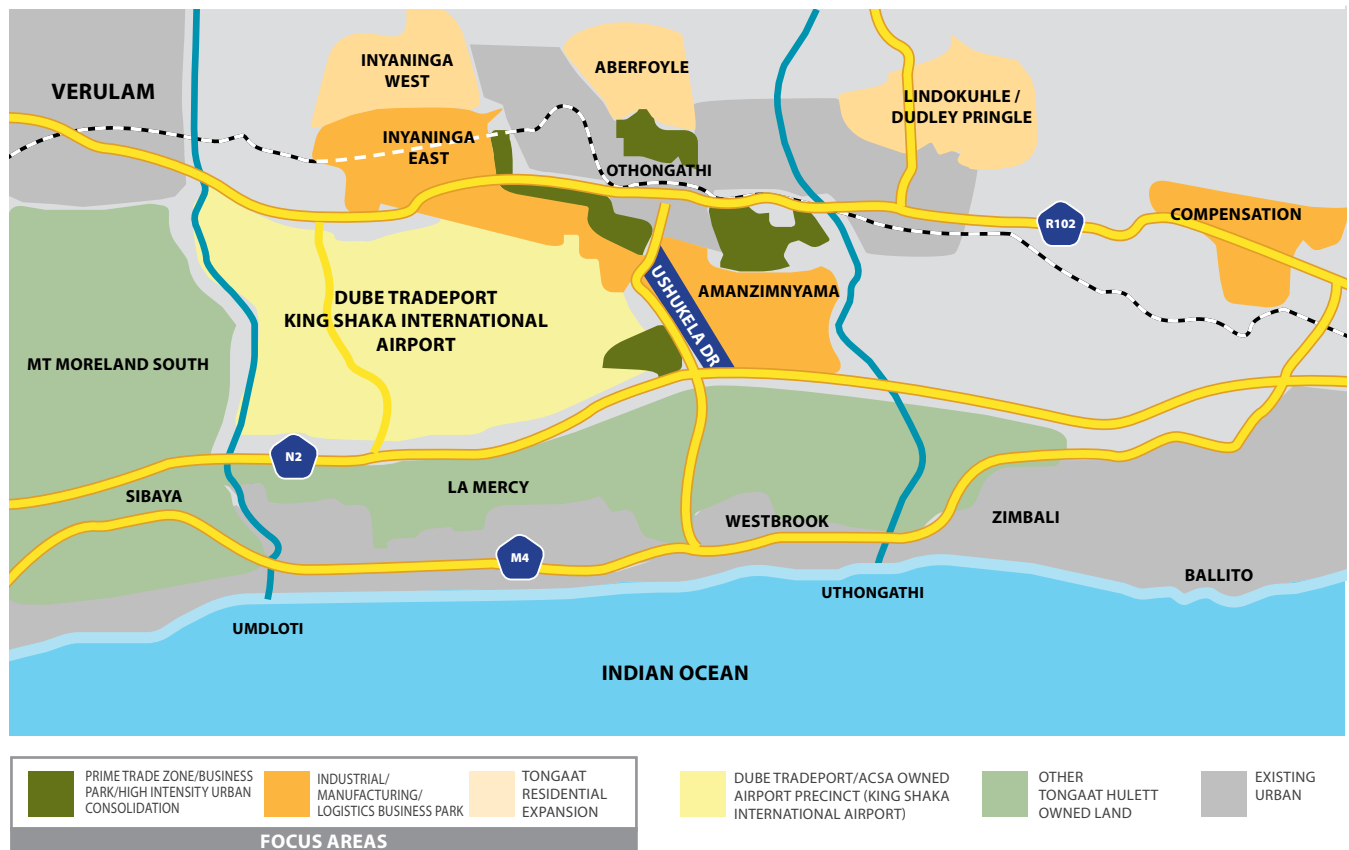 VERULAM
INYANINGA
WEST
ABERFOYLE
LINDOKUHLE /
DUDLEY PRINGLE
INYANINGA
EAST
OTHONGATHI
R102
COMPENSATION
USHUKELA DR
AMANZIMNYAMA
DUBE TRADEPORT
KING SHAKA INTERNATIONAL
AIRPORT
MT MORELAND SOUTH
N2
SIBAYA
LA MERCY
WESTBROOK
ZIMBALI
M4
BALLITO
UTHONGATHI
UMDLOTI
INDIAN OCEAN
PRIME TRADE ZONE/BUSINESS
PARK/HIGH INTENSITY URBAN
CONSOLIDATION
INDUSTRIAL/
MANUFACTURING/
LOGISTICS BUSINESS PARK
TONGAAT
RESIDENTIAL
EXPANSION
FOCUS AREAS
DUBE TRADEPORT/ACSA OWNED
AIRPORT PRECINCT (KING SHAKA
INTERNATIONAL AIRPORT)
OTHER
TONGAAT HULETT
OWNED LAND
EXISTING
URBAN